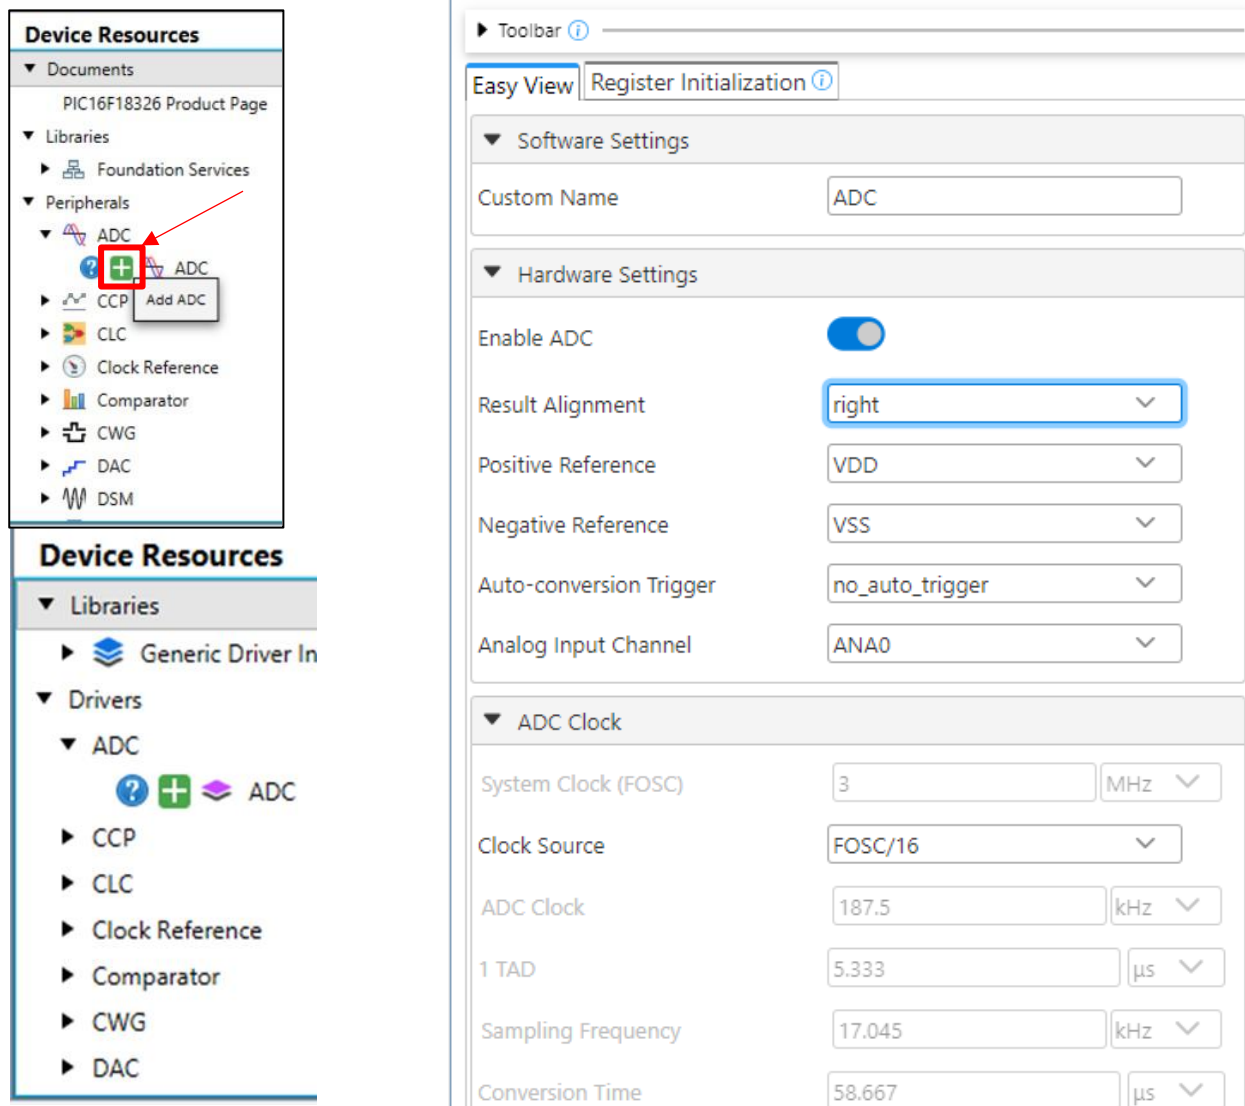 Device Resources
Documents
PIC16F18326 Product Page
Libraries
Foundation Services
Peripherals
ADC
ADC
Add ADC
CCP
CLC
Clock Reference
Comparator
CWG
DAC
DSM
Device Resources
Libraries
Generic Driver In
Drivers
ADC
ADC
CCP
CLC
Clock Reference
Comparator
CWG
DAC
Toolbar
Easy View Register Initialization
Software Settings
Custom Name ADC
Hardware Settings
Enable ADC
Result Alignment right
Positive Reference VDD
Negative Reference VSS
Auto-conversion Trigger no_auto_trigger
Analog Input Channel ANA0
ADC Clock
System Clock (FOSC) 3 MHz
Clock Source FOSC/16
ADC Clock 187.5 kHz
1 TAD 5.333 µs
Sampling Frequency 17.045 kHz
Conversion Time 58.667 µs